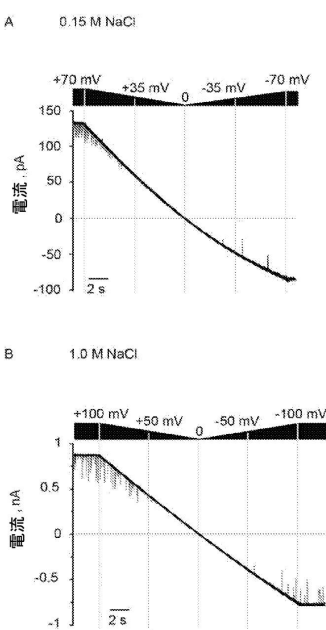 A 0.15 M NaCl
+70 mV +35 mV 0 -35 mV -70 mV
150
100
50
0
-50
-100
電流, pA
2 s
B 1.0 M NaCl
+100 mV +50 mV 0 -50 mV -100 mV
1
0.5
0
-0.5
-1
電流, nA
2 s